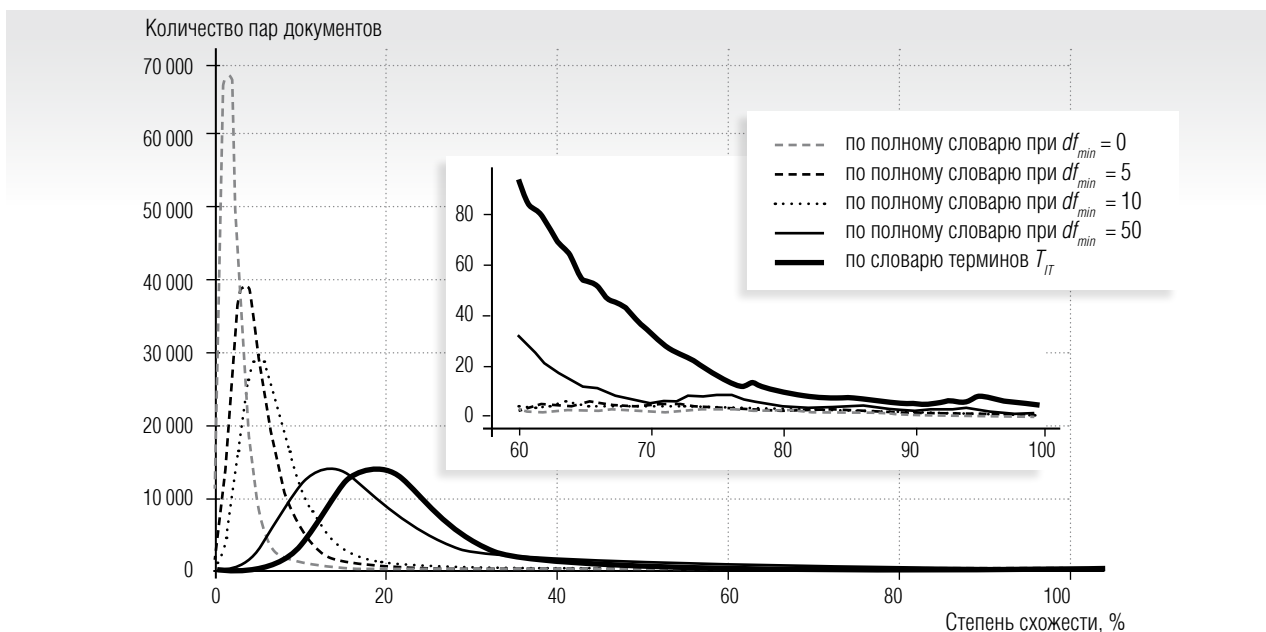 Количество пар документов
70 000
60 000
50 000
40 000
30 000
20 000
10 000
0
0 20 40 60 80 100
Степень схожести, %
80
60
40
20
0
60 70 80 90 100
по полному словарю при df_min = 0
по полному словарю при df_min = 5
по полному словарю при df_min = 10
по полному словарю при df_min = 50
по словарю терминов T_IT